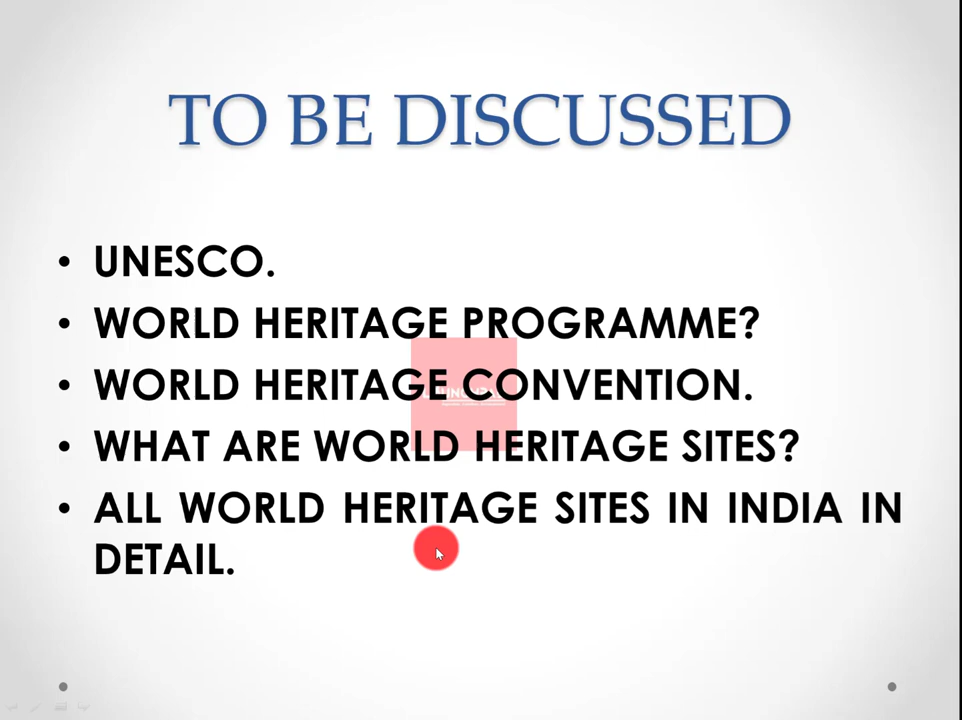 TO BE DISCUSSED
• UNESCO.
• WORLD HERITAGE PROGRAMME?
• WORLD HERITAGE CONVENTION.
• WHAT ARE WORLD HERITAGE SITES?
• ALL WORLD HERITAGE SITES IN INDIA IN
DETAIL.